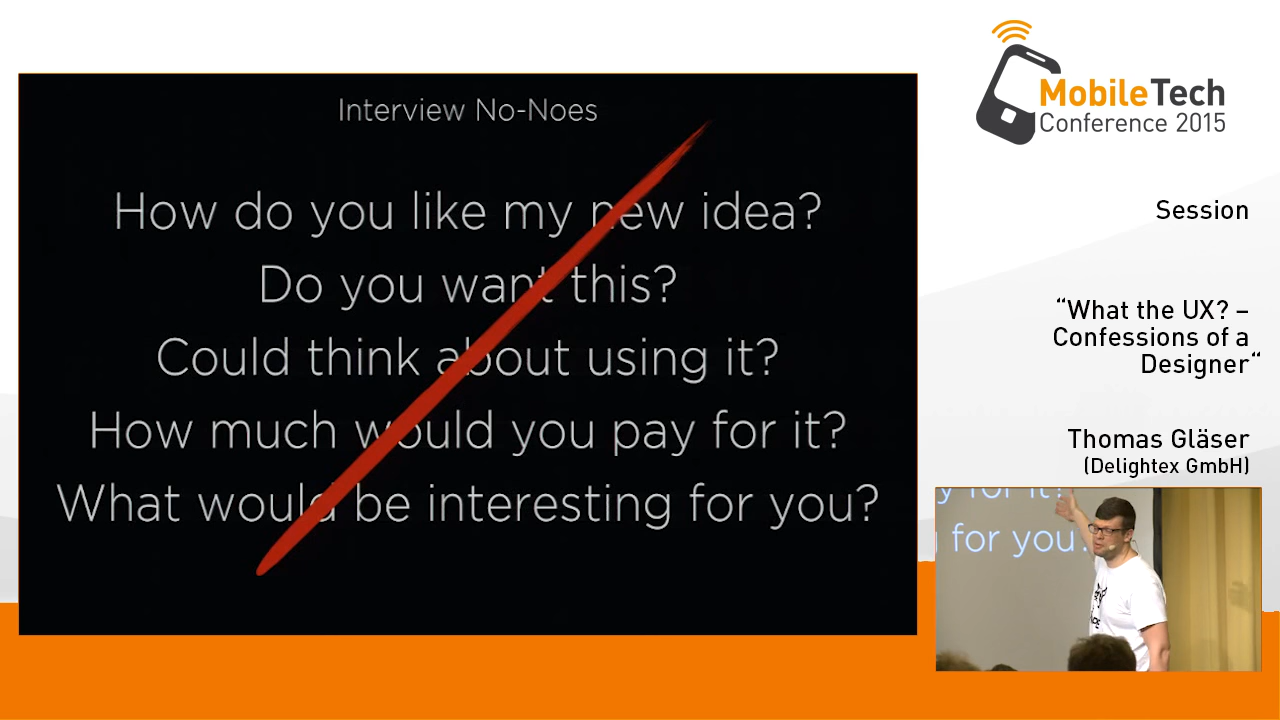 Interview No-Noes
How do you like my new idea?
Do you want this?
Could think about using it?
How much would you pay for it?
What would be interesting for you?
MobileTech
Conference 2015
Session
“What the UX? –
Confessions of a
Designer“
Thomas Gläser
(Delightex GmbH)
y for it?
for you?